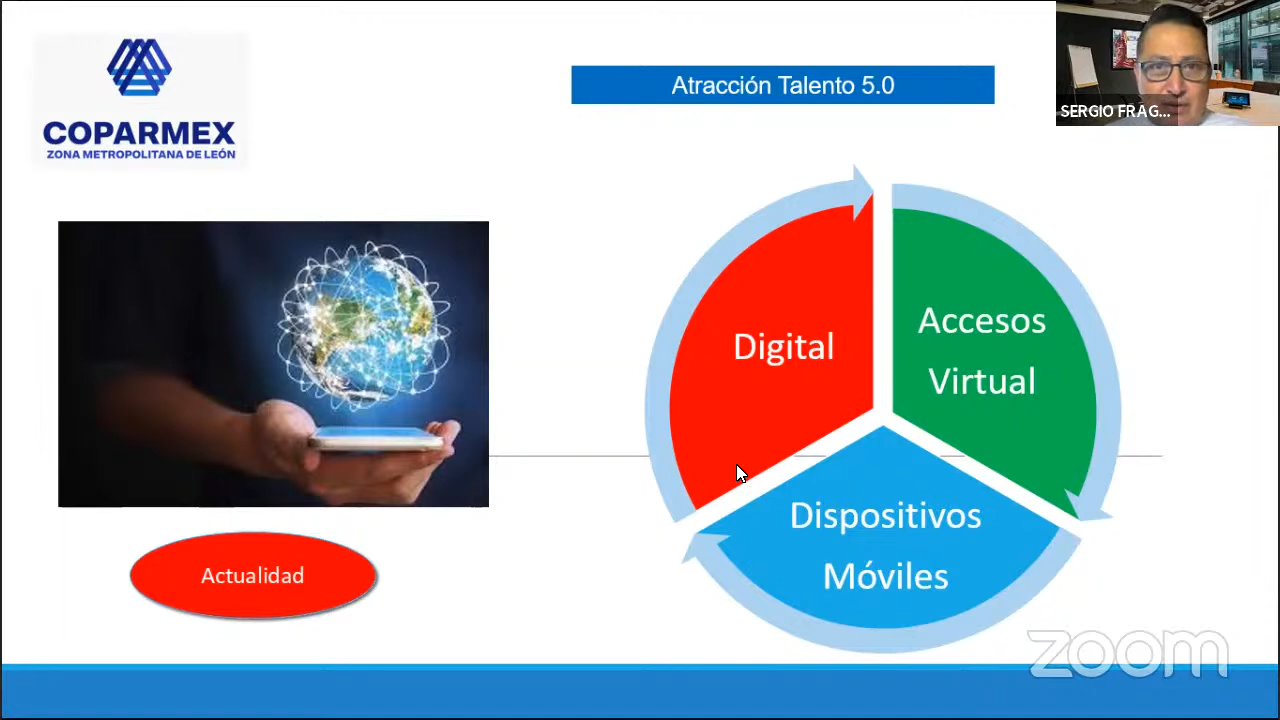 COPARMEX
ZONA METROPOLITANA DE LEÓN
Atracción Talento 5.0
SERGIO FRAG...
Digital
Accesos
Virtual
Dispositivos
Móviles
Actualidad
zoom